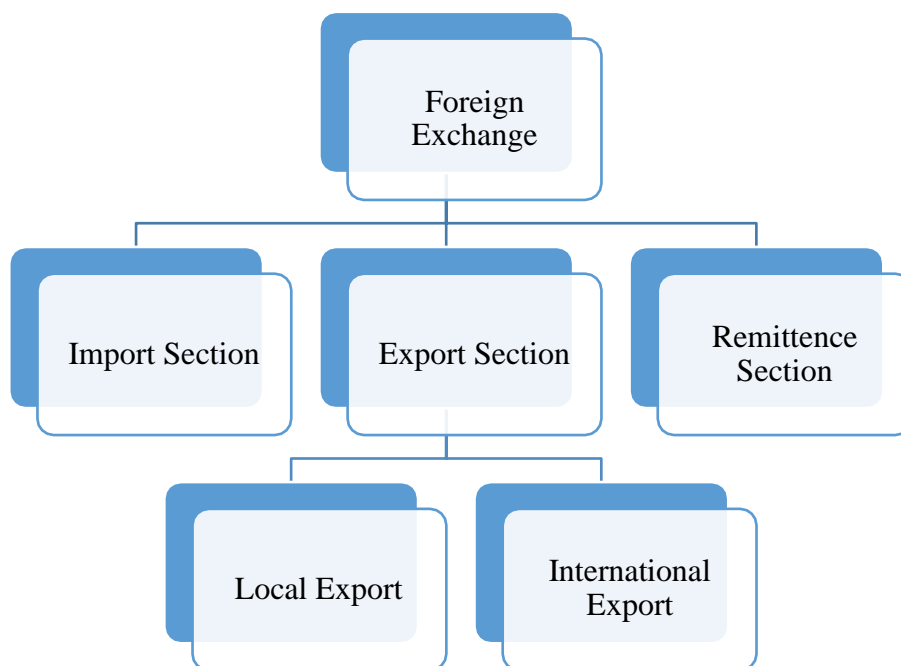 Foreign
Exchange
Import Section
Export Section
Remittence
Section
Local Export
International
Export